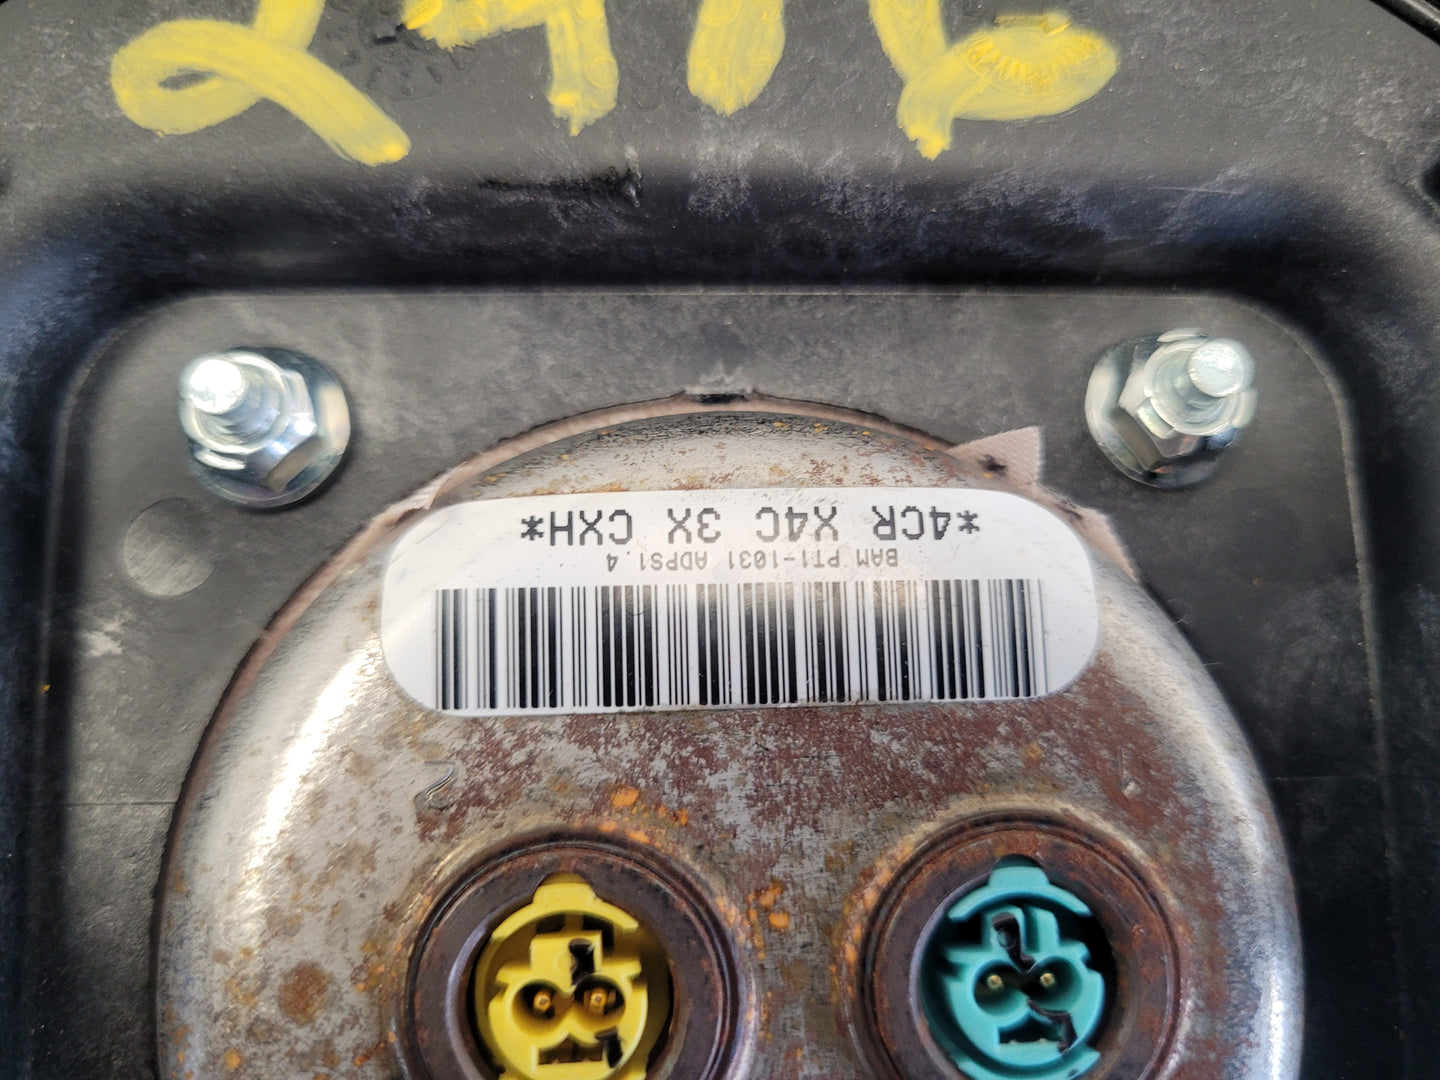 BAM PT1-1031 ADPS1.4
*4CR X4C 3X CXH*